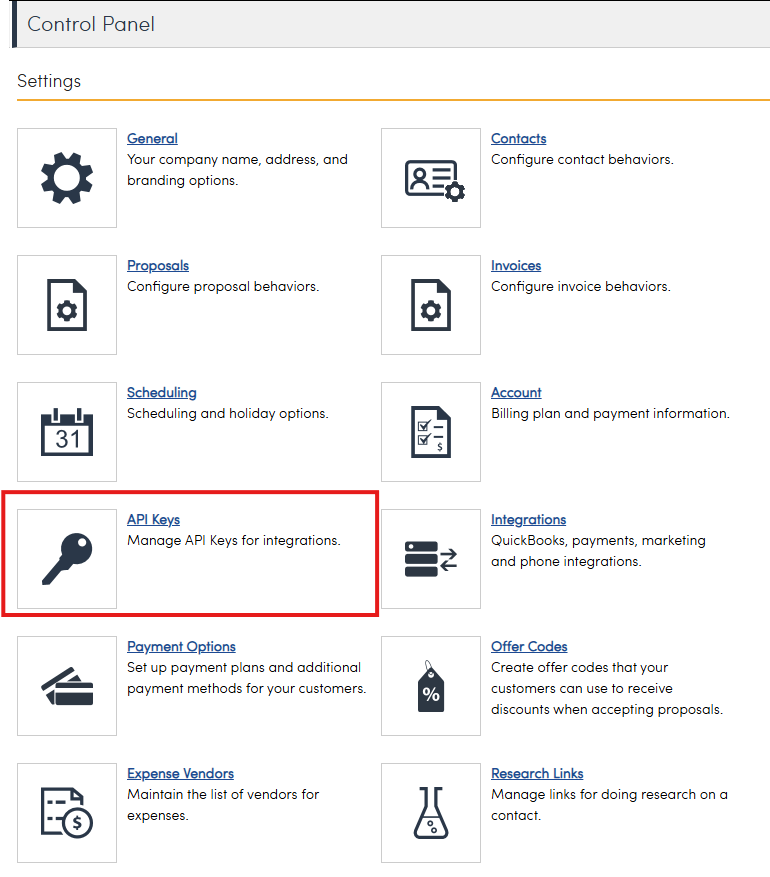 Control Panel
Settings
General
Your company name, address, and
branding options.
Contacts
Configure contact behaviors.
Proposals
Configure proposal behaviors.
Invoices
Configure invoice behaviors.
31
Scheduling
Scheduling and holiday options.
$
Account
Billing plan and payment information.
API Keys
Manage API Keys for integrations.
Integrations
QuickBooks, payments, marketing
and phone integrations.
Payment Options
Set up payment plans and additional
payment methods for your customers.
%
Offer Codes
Create offer codes that your
customers can use to receive
discounts when accepting proposals.
$
Expense Vendors
Maintain the list of vendors for
expenses.
Research Links
Manage links for doing research on a
contact.